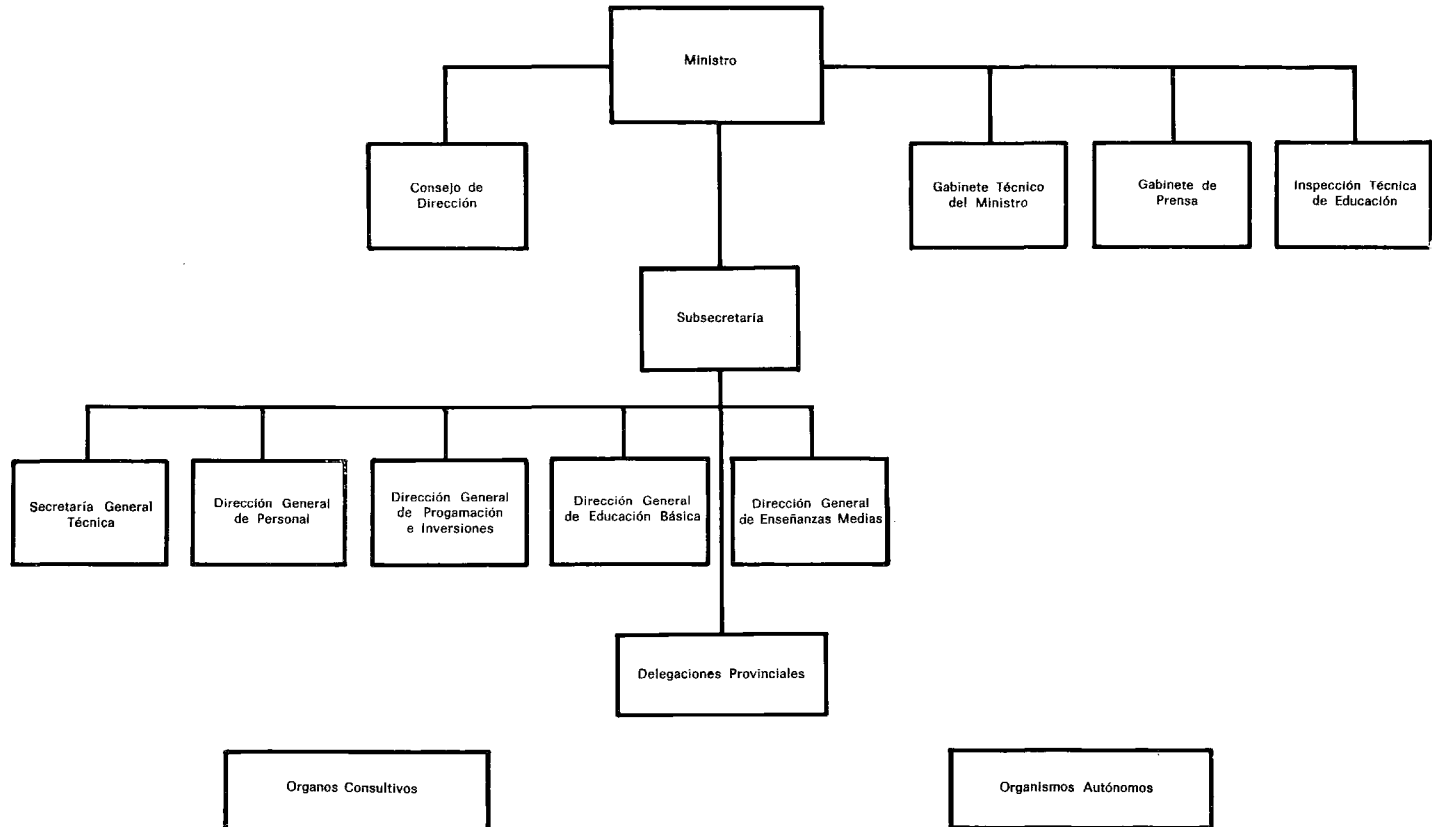 Ministro
Consejo de
Dirección
Gabinete Técnico
del Ministro
Gabinete de
Prensa
Inspección Técnica
de Educación
Subsecretaría
Secretaría General
Técnica
Dirección General
de Personal
Dirección General
de Progamación
e Inversiones
Dirección General
de Educación Básica
Dirección General
de Enseñanzas Medias
Delegaciones Provinciales
Organos Consultivos
Organismos Autónomos